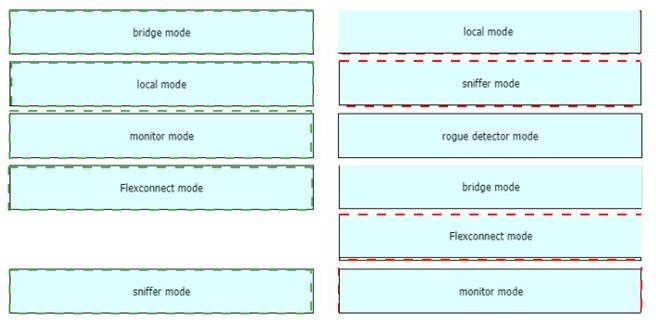 bridge mode
local mode
monitor mode
Flexconnect mode
sniffer mode
local mode
sniffer mode
rogue detector mode
bridge mode
Flexconnect mode
monitor mode